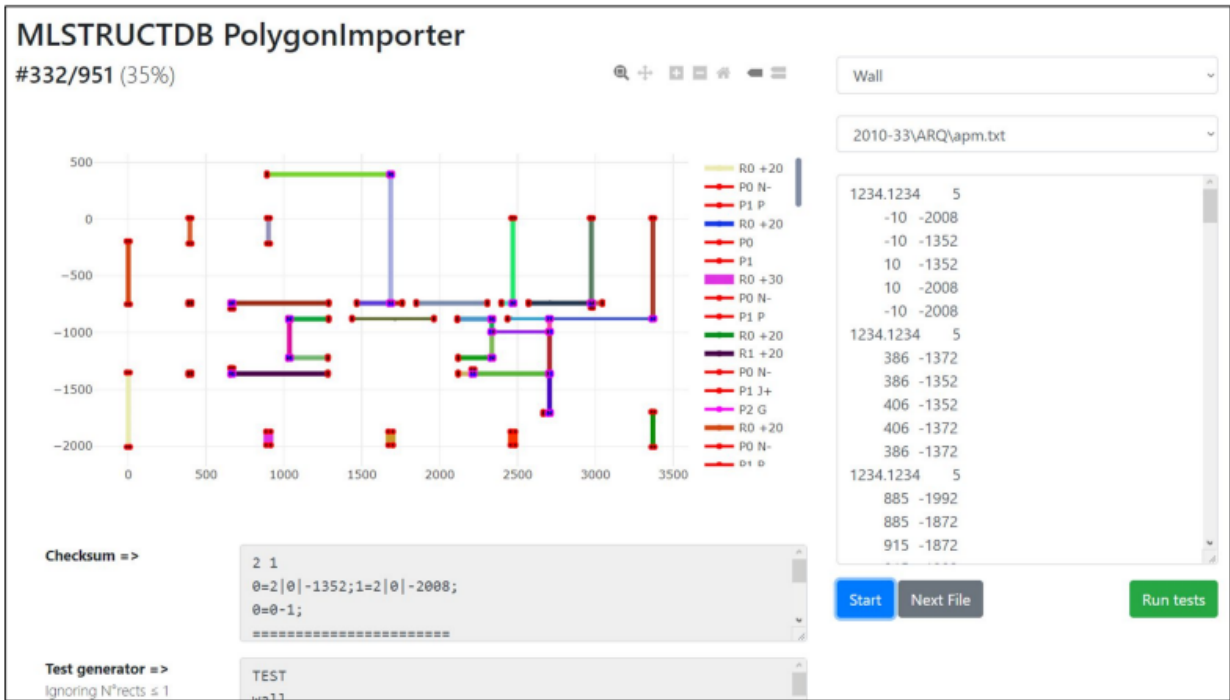 MLSTRUCTDB PolygonImporter
#332/951 (35%)
500
0
−500
−1000
−1500
−2000
0 500 1000 1500 2000 2500 3000 3500
R0 +20
P0 N-
P1 P
R0 +20
P0
P1
R0 +30
P0 N-
P1 P
R0 +20
R1 +20
P0 N-
P1 J+
P2 G
R0 +20
P0 N-
P1 P
Wall
2010-33\ARQ\apm.txt
1234.1234 5
-10 -2008
-10 -1352
10 -1352
10 -2008
-10 -2008
1234.1234 5
386 -1372
386 -1352
406 -1352
406 -1372
386 -1372
1234.1234 5
885 -1992
885 -1872
915 -1872
Start Next File Run tests
Checksum =>
2 1
0=2|0|-1352;1=2|0|-2008;
0=0-1;
=======================
Test generator =>
Ignoring N°rects ≤ 1
TEST
wall